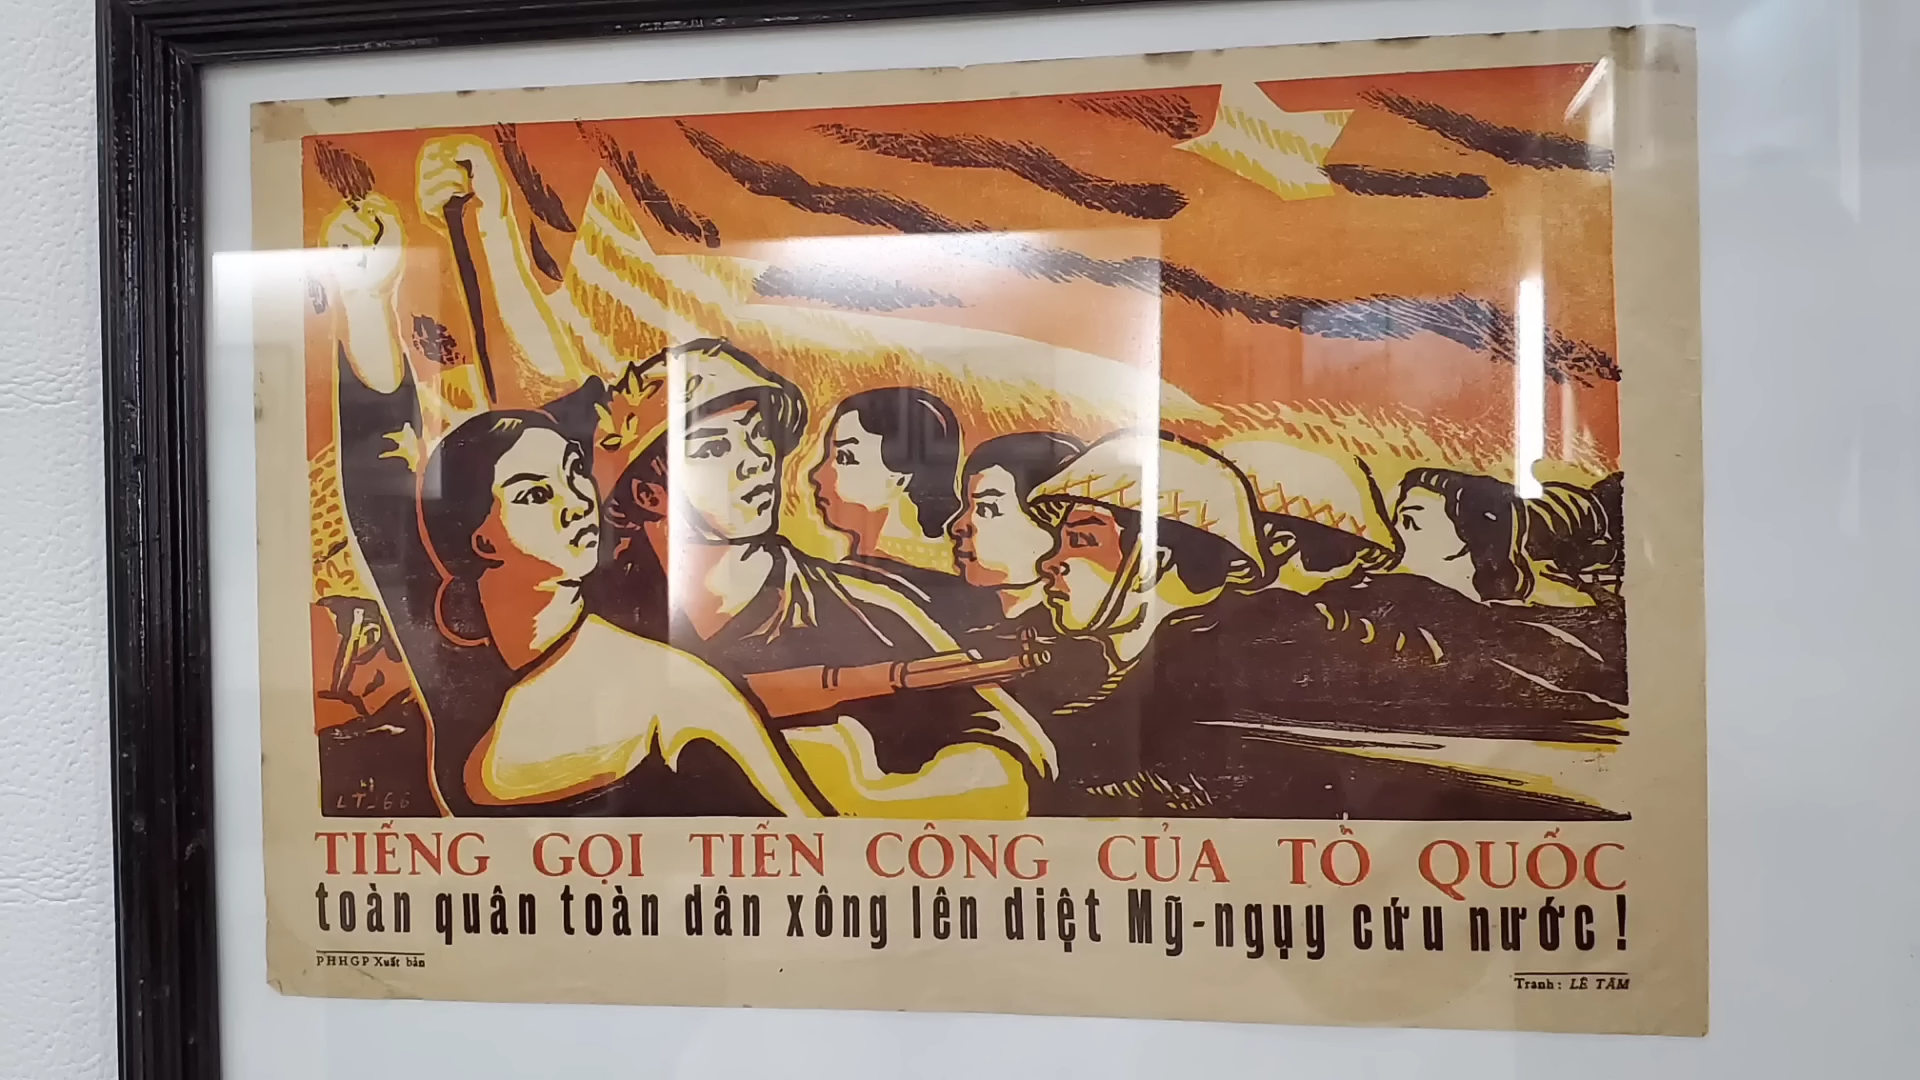 LT-66
TIẾNG GỌI TIẾN CÔNG CỦA TỔ QUỐC
toàn quân toàn dân xông lên diệt Mỹ-ngụy cứu nước!
PHHGP Xuất bản
Tranh: LÊ TÂM